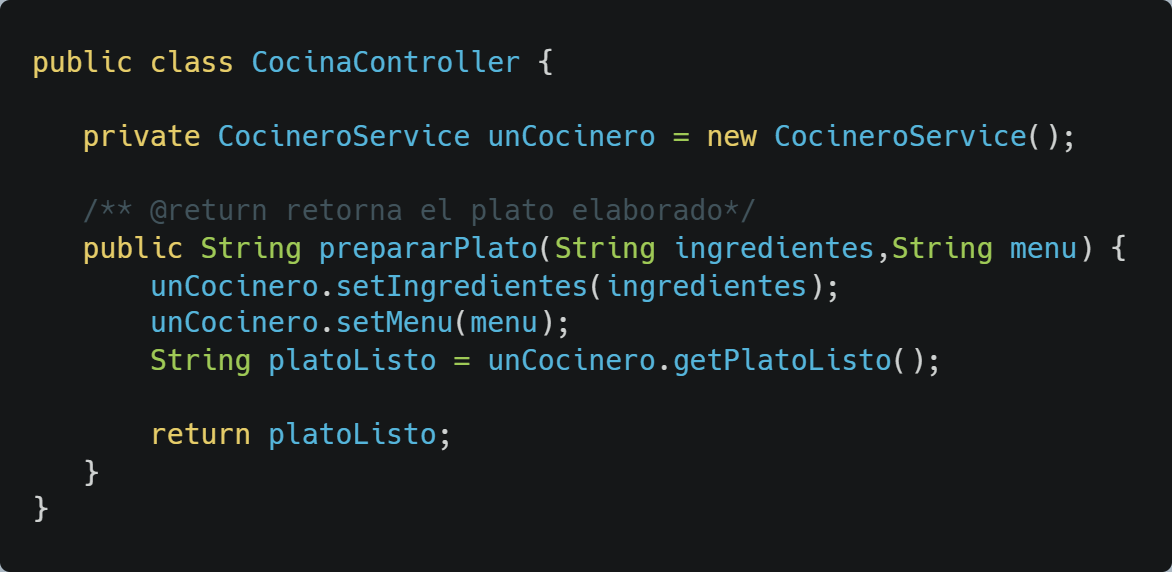 public class CocinaController {
private CocineroService unCocinero = new CocineroService();
/** @return retorna el plato elaborado*/
public String prepararPlato(String ingredientes,String menu) {
unCocinero.setIngredientes(ingredientes);
unCocinero.setMenu(menu);
String platoListo = unCocinero.getPlatoListo();
return platoListo;
}
}